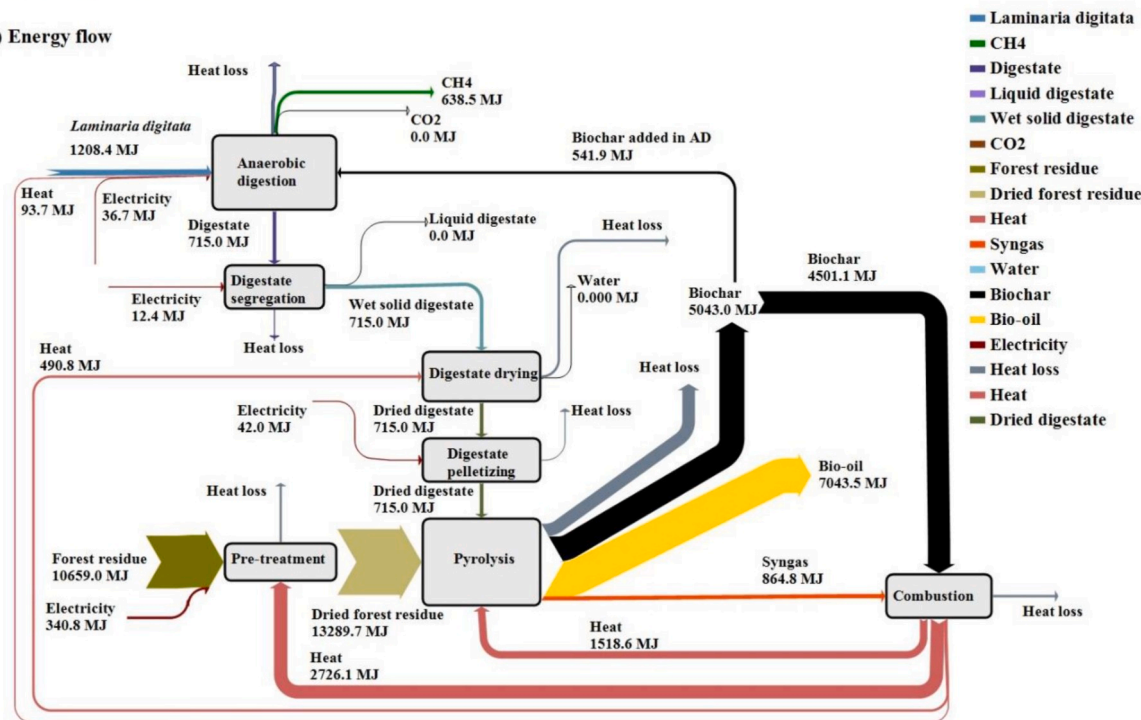 ) Energy flow
Heat loss
CH4
638.5 MJ
CO2
0.0 MJ
Laminaria digitata
1208.4 MJ
Anaerobic
digestion
Biochar added in AD
541.9 MJ
Heat
93.7 MJ
Electricity
36.7 MJ
Digestate
715.0 MJ
Liquid digestate
0.0 MJ
Heat loss
Digestate
segregation
Electricity
12.4 MJ
Wet solid digestate
715.0 MJ
Water
0.000 MJ
Biochar
5043.0 MJ
Biochar
4501.1 MJ
Heat loss
Heat
490.8 MJ
Digestate drying
Heat loss
Electricity
42.0 MJ
Dried digestate
715.0 MJ
Heat loss
Digestate
pelletizing
Dried digestate
715.0 MJ
Bio-oil
7043.5 MJ
Heat loss
Forest residue
10659.0 MJ
Pre-treatment
Pyrolysis
Electricity
340.8 MJ
Dried forest residue
13289.7 MJ
Syngas
864.8 MJ
Combustion
Heat loss
Heat
1518.6 MJ
Heat
2726.1 MJ
Laminaria digitata
CH4
Digestate
Liquid digestate
Wet solid digestate
CO2
Forest residue
Dried forest residue
Heat
Syngas
Water
Biochar
Bio-oil
Electricity
Heat loss
Heat
Dried digestate